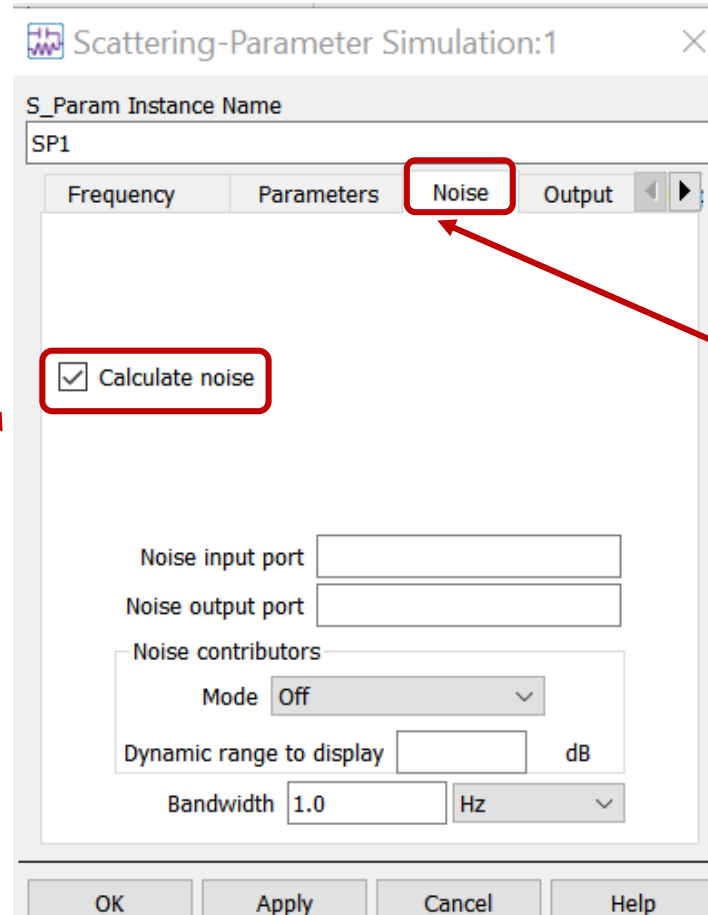 Scattering-Parameter Simulation:1
S_Param Instance Name
SP1
Frequency Parameters Noise Output
Calculate noise
Noise input port
Noise output port
Noise contributors
Mode Off
Dynamic range to display dB
Bandwidth 1.0 Hz
OK Apply Cancel Help